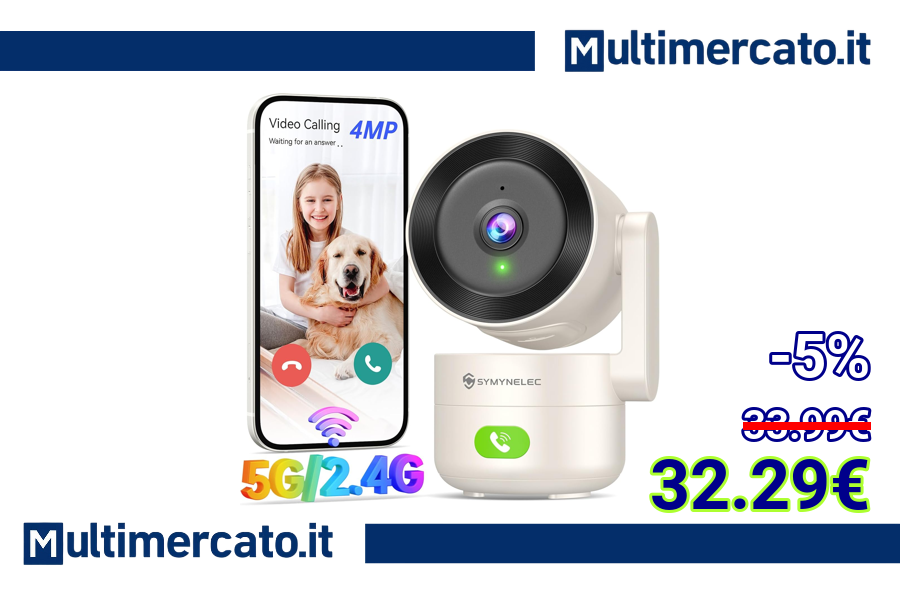 Multimercato.it
Video Calling
4MP
Waiting for an answer..
SYMYNELEC
5G/2.4G
-5%
33.99€
32.29€
Multimercato.it